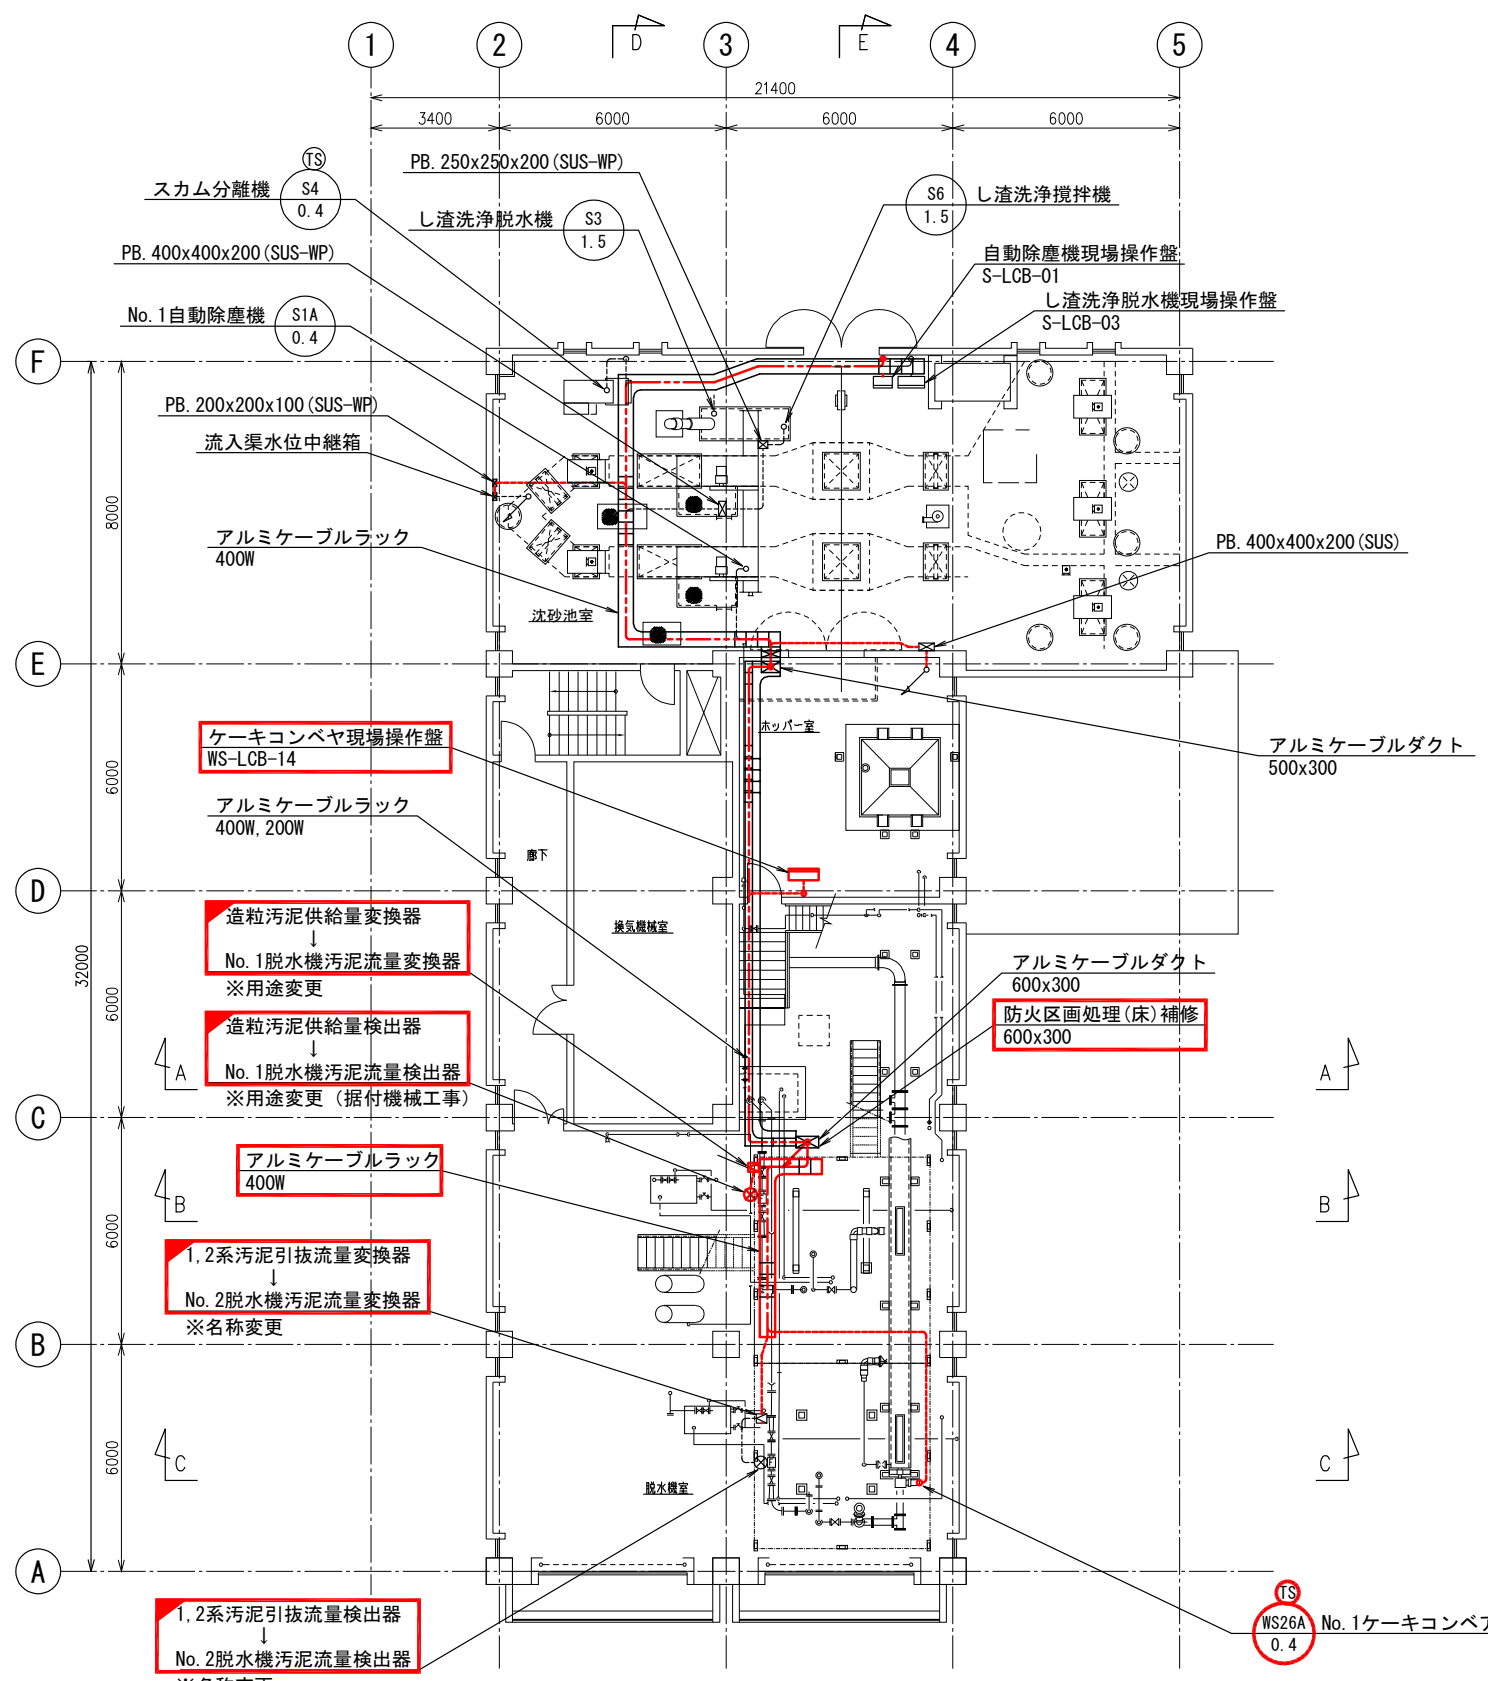 1
2
3
4
5
D
E
21400
3400
6000
6000
6000
TS
スカム分離機
S4
0.4
PB.250x250x200(SUS-WP)
し渣洗浄脱水機
S3
1.5
S6
1.5
し渣洗浄撹拌機
PB.400x400x200(SUS-WP)
自動除塵機現場操作盤
S-LCB-01
No.1自動除塵機
S1A
0.4
し渣洗浄脱水機現場操作盤
S-LCB-03
F
PB.200x200x100(SUS-WP)
流入渠水位中継箱
8000
アルミケーブルラック
400W
PB.400x400x200(SUS)
沈砂池室
E
ケーキコンベヤ現場操作盤
WS-LCB-14
ホッパー室
アルミケーブルダクト
500x300
6000
アルミケーブルラック
400W,200W
廊下
D
造粒汚泥供給量変換器
↓
No.1脱水機汚泥流量変換器
※用途変更
換気機械室
32000
6000
アルミケーブルダクト
600x300
防火区画処理(床)補修
600x300
造粒汚泥供給量検出器
↓
No.1脱水機汚泥流量検出器
※用途変更（据付機械工事）
A
A
C
アルミケーブルラック
400W
B
B
6000
1,2系汚泥引抜流量変換器
↓
No.2脱水機汚泥流量変換器
※名称変更
B
C
C
6000
脱水機室
A
1,2系汚泥引抜流量検出器
↓
No.2脱水機汚泥流量検出器
※名称変更
TS
WS26A
0.4
No.1ケーキコンベア